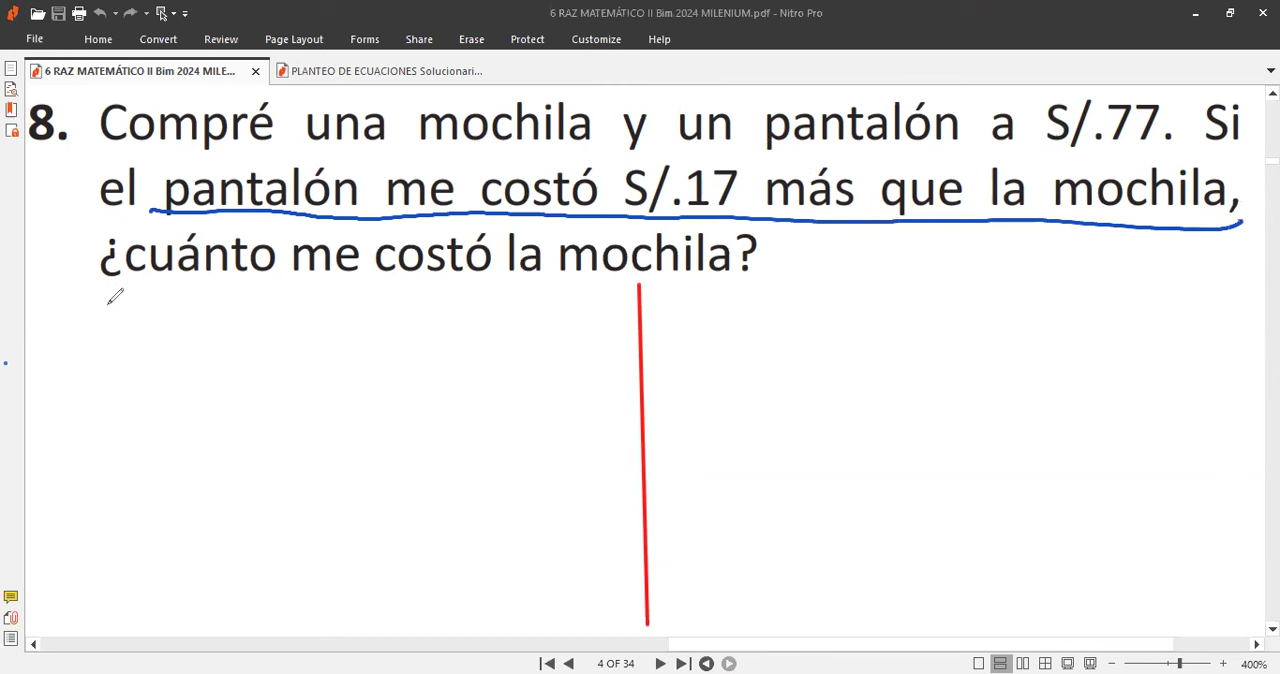 6 RAZ MATEMÁTICO II Bim.2024 MILENIUM.pdf - Nitro Pro
File Home Convert Review Page Layout Forms Share Erase Protect Customize Help
6 RAZ MATEMÁTICO II Bim 2024 MILE... PLANTEO DE ECUACIONES Solucionari...
8. Compré una mochila y un pantalón a S/.77. Si
el pantalón me costó S/.17 más que la mochila,
¿cuánto me costó la mochila?
4 OF 34
400%